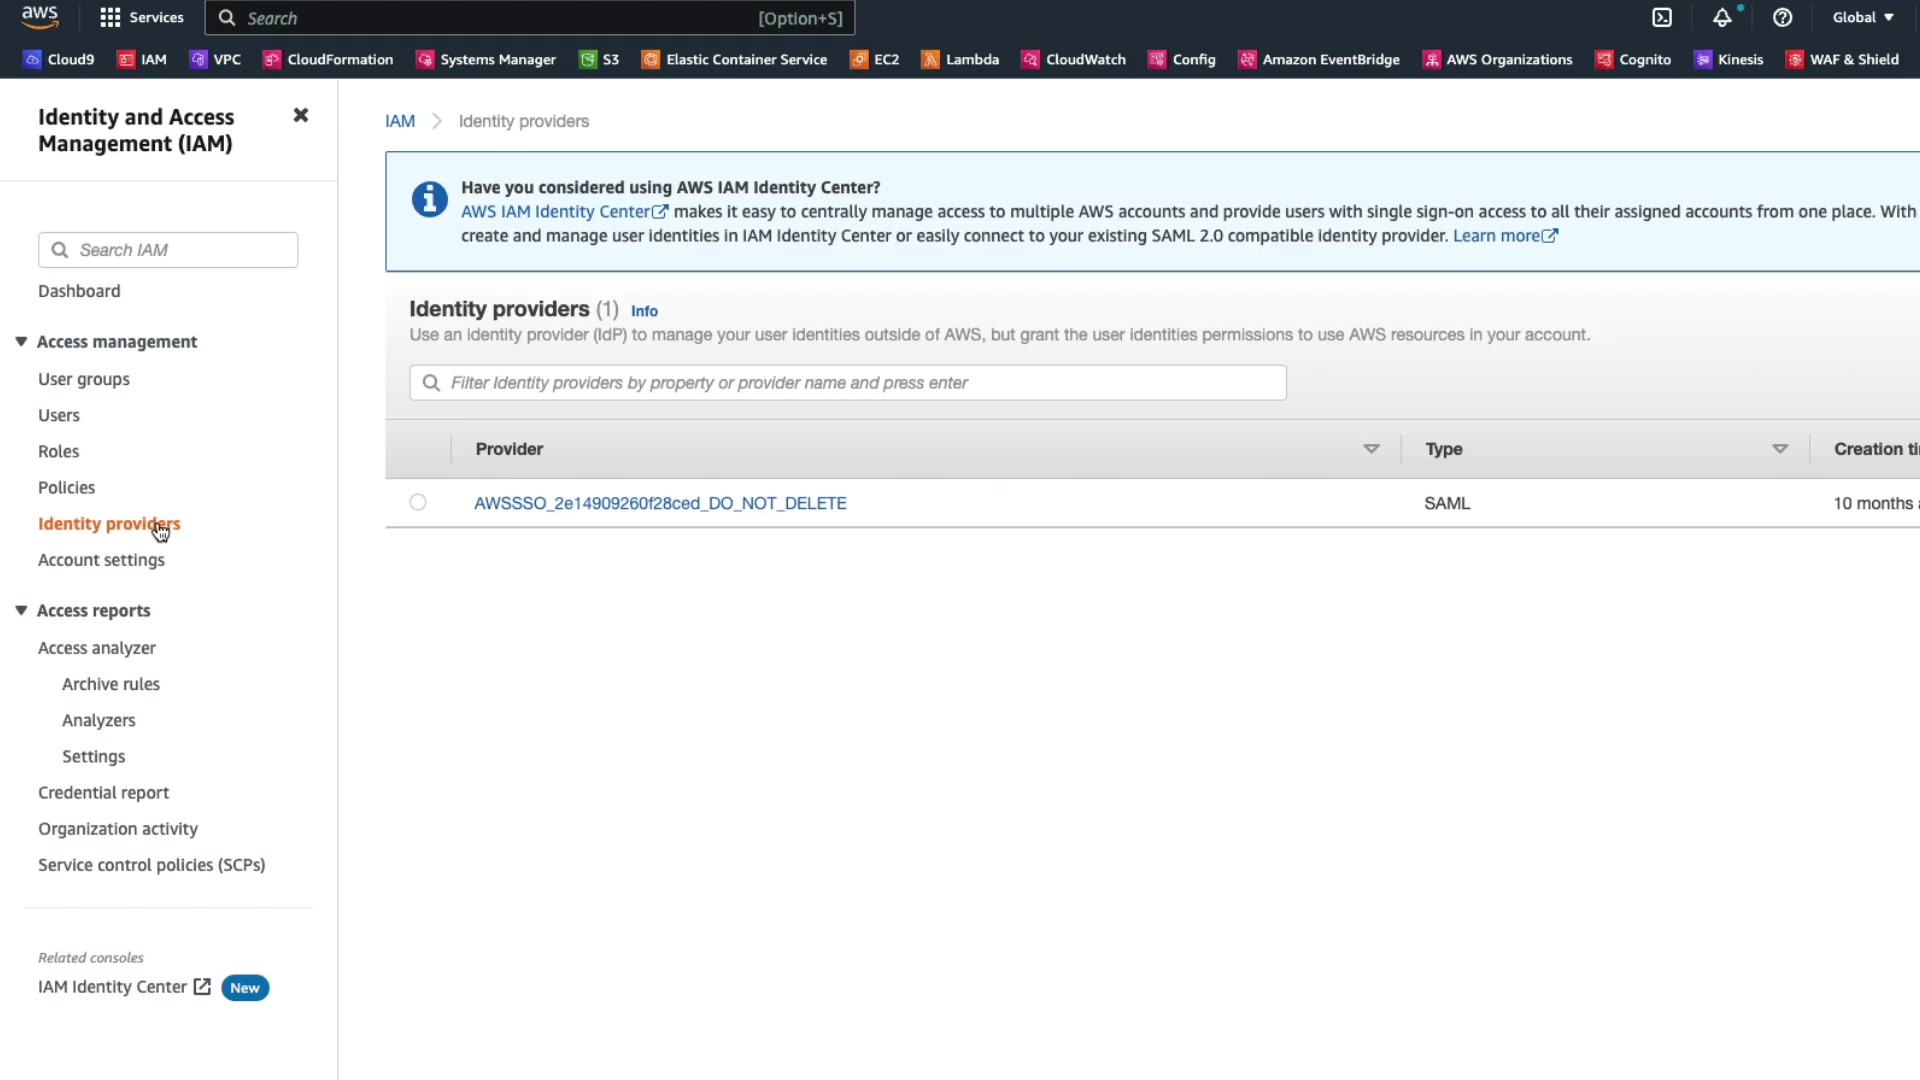 aws
Services
Search
[Option+S]
Global
Cloud9
IAM
VPC
CloudFormation
Systems Manager
S3
Elastic Container Service
EC2
Lambda
CloudWatch
Config
Amazon EventBridge
AWS Organizations
Cognito
Kinesis
WAF & Shield
Identity and Access
Management (IAM)
Search IAM
Dashboard
Access management
User groups
Users
Roles
Policies
Identity providers
Account settings
Access reports
Access analyzer
Archive rules
Analyzers
Settings
Credential report
Organization activity
Service control policies (SCPs)
Related consoles
IAM Identity Center
New
IAM
Identity providers
Have you considered using AWS IAM Identity Center?
AWS IAM Identity Center makes it easy to centrally manage access to multiple AWS accounts and provide users with single sign-on access to all their assigned accounts from one place. With
create and manage user identities in IAM Identity Center or easily connect to your existing SAML 2.0 compatible identity provider. Learn more
Identity providers (1) Info
Use an identity provider (IdP) to manage your user identities outside of AWS, but grant the user identities permissions to use AWS resources in your account.
Filter Identity providers by property or provider name and press enter
Provider
Type
Creation ti
AWSSSO_2e14909260f28ced_DO_NOT_DELETE
SAML
10 months